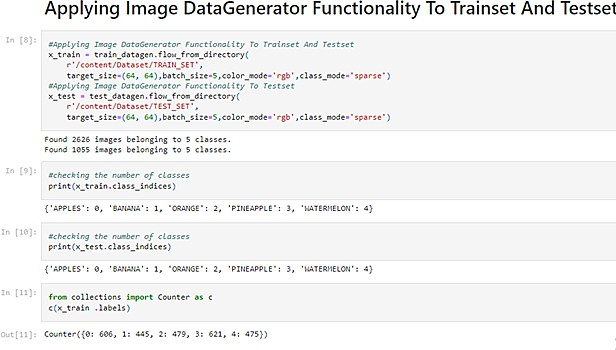 Applying Image DataGenerator Functionality To Trainset And Testset
In [8]:
#Applying Image DataGenerator Functionality To Trainset And Testset
x_train = train_datagen.flow_from_directory(
r'/content/Dataset/TRAIN_SET',
target_size=(64, 64),batch_size=5,color_mode='rgb',class_mode='sparse')
#Applying Image DataGenerator Functionality To Testset
x_test = test_datagen.flow_from_directory(
r'/content/Dataset/TEST_SET',
target_size=(64, 64),batch_size=5,color_mode='rgb',class_mode='sparse')
Found 2626 images belonging to 5 classes.
Found 1055 images belonging to 5 classes.
In [9]:
#checking the number of classes
print(x_train.class_indices)
{'APPLES': 0, 'BANANA': 1, 'ORANGE': 2, 'PINEAPPLE': 3, 'WATERMELON': 4}
In [10]:
#checking the number of classes
print(x_test.class_indices)
{'APPLES': 0, 'BANANA': 1, 'ORANGE': 2, 'PINEAPPLE': 3, 'WATERMELON': 4}
In [11]:
from collections import Counter as c
c(x_train .labels)
Out[11]: Counter({0: 606, 1: 445, 2: 479, 3: 621, 4: 475})